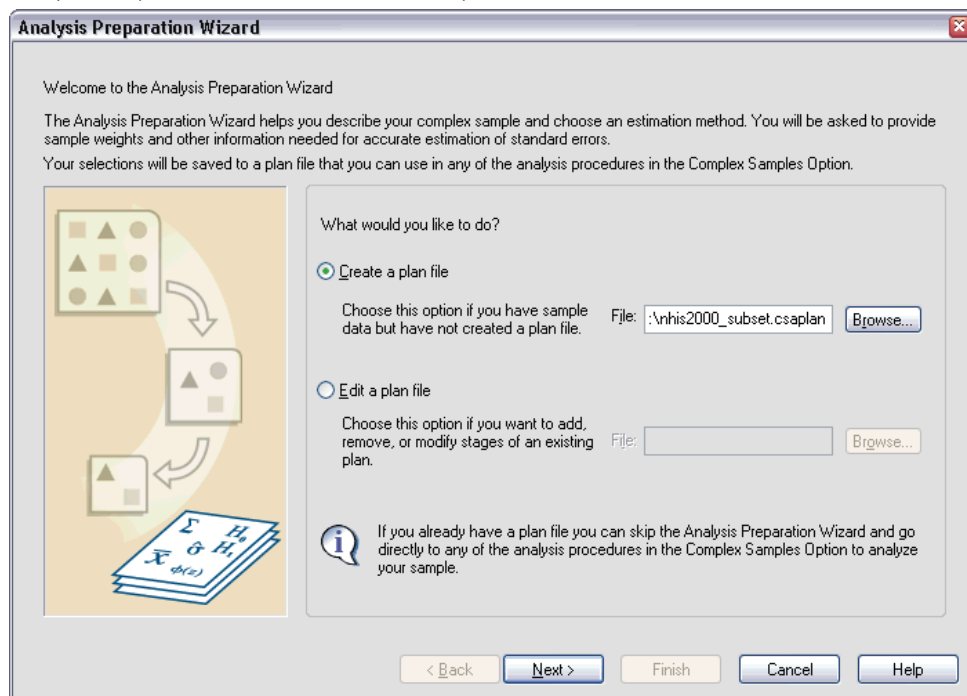 Analysis Preparation Wizard
Welcome to the Analysis Preparation Wizard
The Analysis Preparation Wizard helps you describe your complex sample and choose an estimation method. You will be asked to provide
sample weights and other information needed for accurate estimation of standard errors.
Your selections will be saved to a plan file that you can use in any of the analysis procedures in the Complex Samples Option.
What would you like to do?
Create a plan file
Choose this option if you have sample
data but have not created a plan file.
File: :\nhis2000_subset.csaplan Browse...
Edit a plan file
Choose this option if you want to add,
remove, or modify stages of an existing
plan.
File: Browse...
Σ H₀
x̄ σ̂ H₁
ϕ(z)
If you already have a plan file you can skip the Analysis Preparation Wizard and go
directly to any of the analysis procedures in the Complex Samples Option to analyze
your sample.
< Back Next > Finish Cancel Help